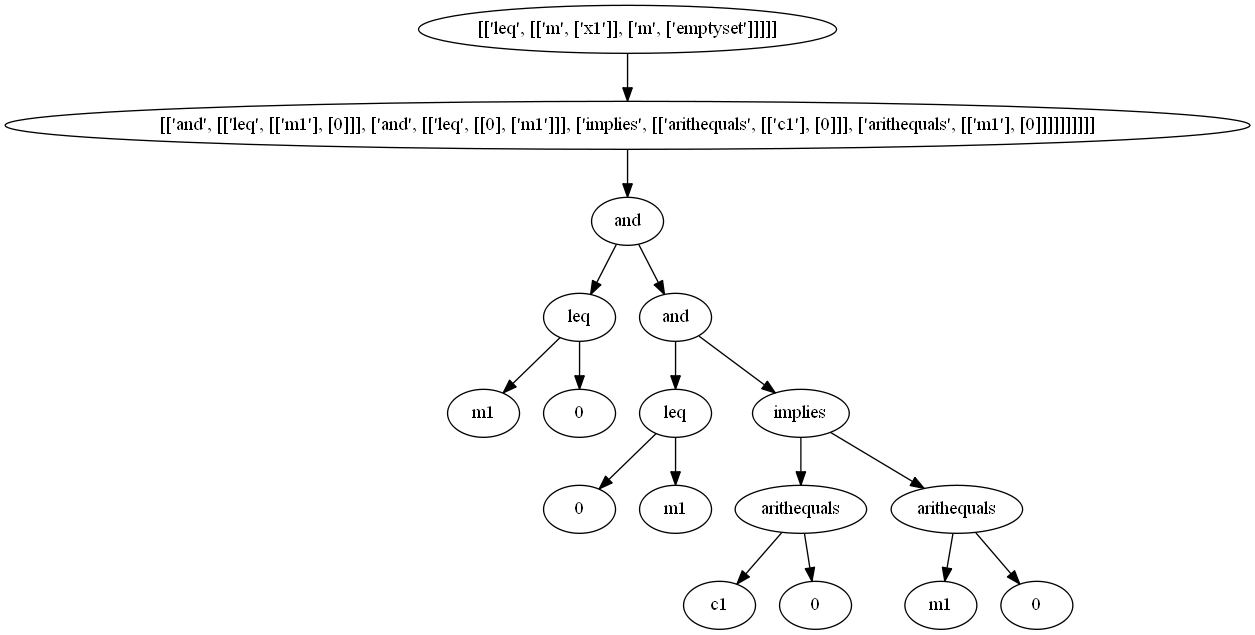 [['leq', [['m', ['x1']], ['m', ['emptyset']]]]]
[['and', [['leq', [['m1'], [0]]], ['and', [['leq', [[0], ['m1']]], ['implies', [['arithequals', [['c1'], [0]]], ['arithequals', [['m1'], [0]]]]]]]]]]
and
leq and
m1 0 leq implies
0 m1 arithequals arithequals
c1 0 m1 0